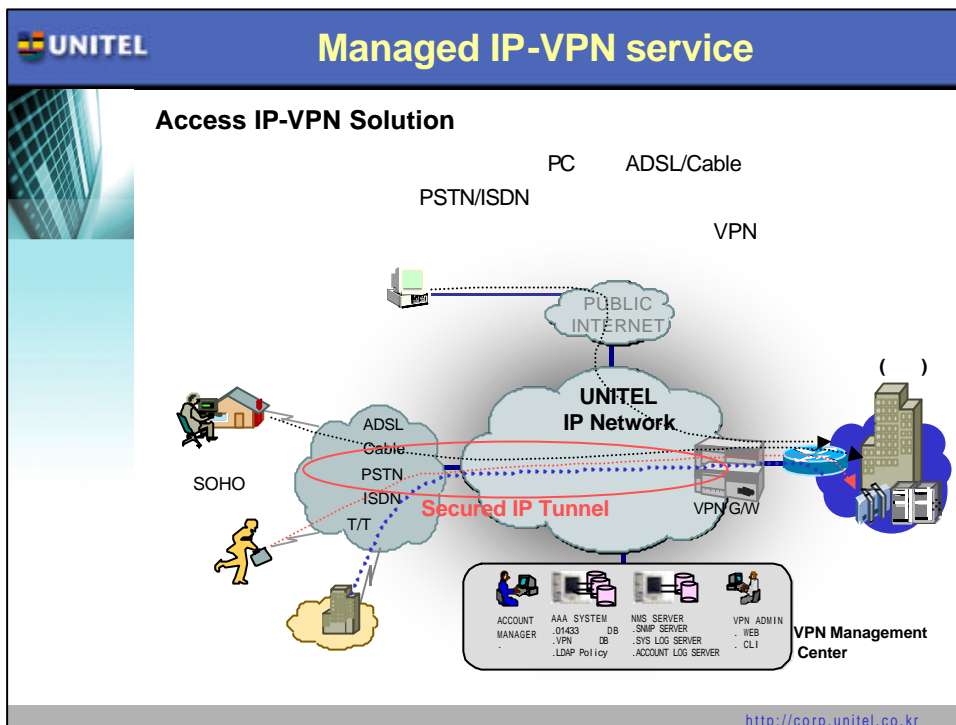 UNITEL
Managed IP-VPN service
Access IP-VPN Solution
PC ADSL/Cable
PSTN/ISDN
VPN
PUBLIC
INTERNET
( )
UNITEL
IP Network
ADSL
Cable
PSTN
ISDN
T/T
SOHO
Secured IP Tunnel
VPN G/W
ACCOUNT
MANAGER
.
AAA SYSTEM
.01433 DB
.VPN DB
.LDAP Policy
NMS SERVER
.SNMP SERVER
.SYS LOG SERVER
.ACCOUNT LOG SERVER
VPN ADMIN
. WEB
. CLI
VPN Management
Center
http://corp.unitel.co.kr